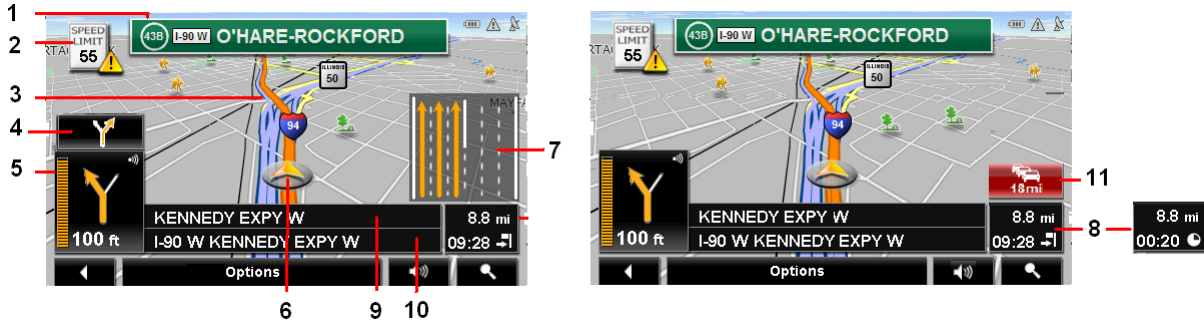 1
2
3
4
5
SPEED LIMIT 55
43B I-90 W O'HARE-ROCKFORD
ILLINOIS 50
94
7
100 ft
KENNEDY EXPY W
I-90 W KENNEDY EXPY W
8.8 mi
09:28
Options
6
9
10
SPEED LIMIT 55
43B I-90 W O'HARE-ROCKFORD
ILLINOIS 50
94
18mi
11
100 ft
KENNEDY EXPY W
I-90 W KENNEDY EXPY W
8.8 mi
09:28
8
8.8 mi
00:20
Options